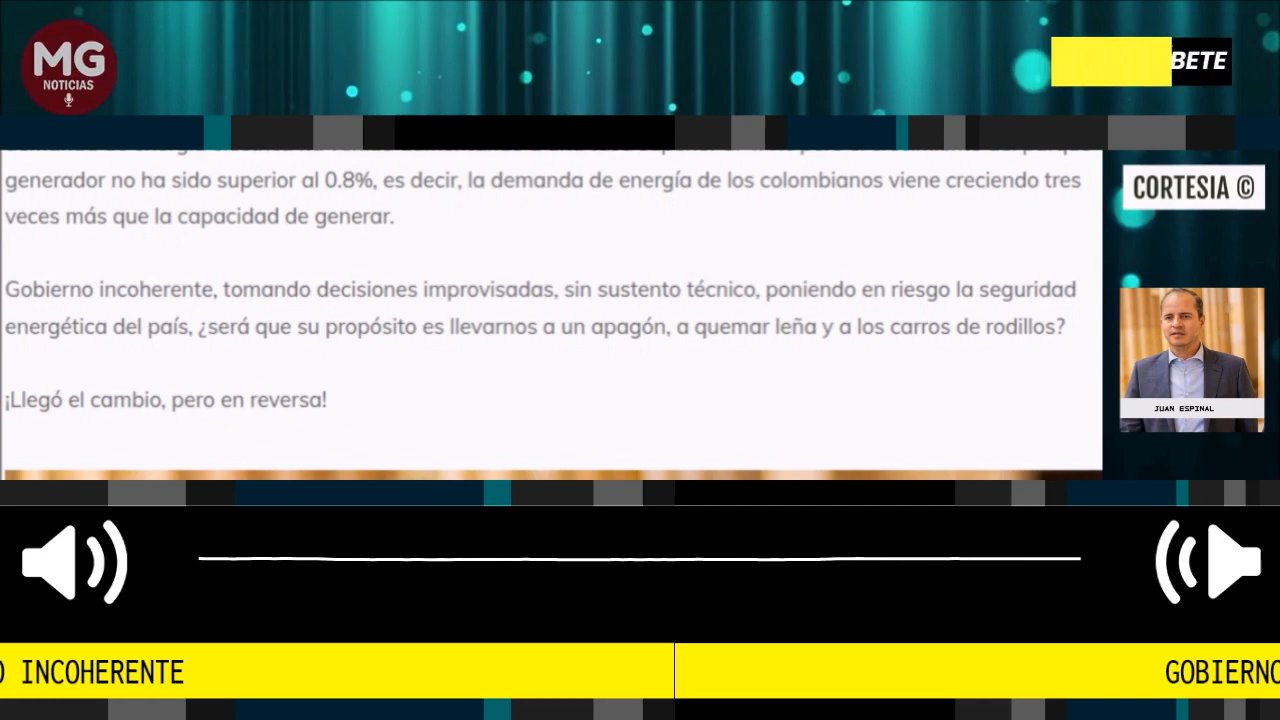 MG
NOTICIAS
BETE
generador no ha sido superior al 0.8%, es decir, la demanda de energía de los colombianos viene creciendo tres
veces más que la capacidad de generar.
CORTESIA ©
Gobierno incoherente, tomando decisiones improvisadas, sin sustento técnico, poniendo en riesgo la seguridad
energética del país, ¿será que su propósito es llevarnos a un apagón, a quemar leña y a los carros de rodillos?
¡Llegó el cambio, pero en reversa!
JUAN ESPINAL
O INCOHERENTE
GOBIERNO